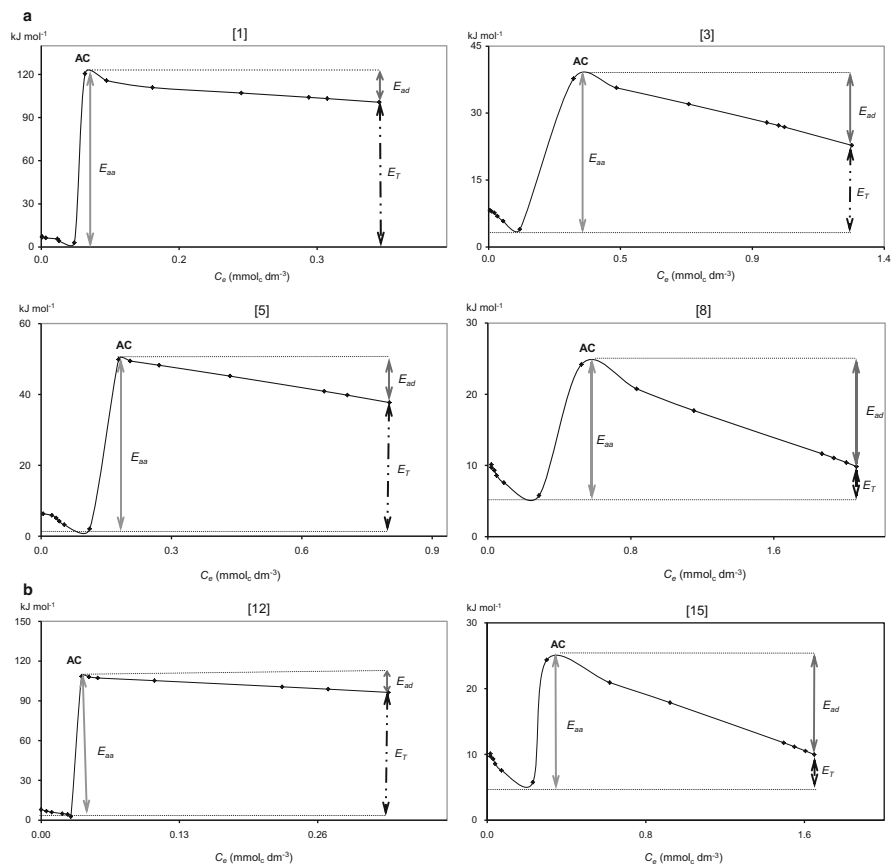 a
kJ mol-1
[1]
AC
120
90
60
30
0
0.0
0.2
0.3
Ead
Eaa
ET
Ce (mmolc dm-3)
kJ mol-1
[3]
AC
45
30
15
0
0.0
0.5
0.9
1.4
Ead
Eaa
ET
Ce (mmolc dm-3)
kJ mol-1
[5]
AC
60
40
20
0
0.0
0.3
0.6
0.9
Ead
Eaa
ET
Ce (mmolc dm-3)
kJ mol-1
[8]
AC
30
20
10
0
0.0
0.8
1.6
Ead
Eaa
ET
Ce (mmolc dm-3)
b
kJ mol-1
[12]
AC
150
120
90
60
30
0
0.00
0.13
0.26
Ead
Eaa
ET
Ce (mmolc dm-3)
kJ mol-1
[15]
AC
30
20
10
0
0.0
0.8
1.6
Ead
Eaa
ET
Ce (mmolc dm-3)